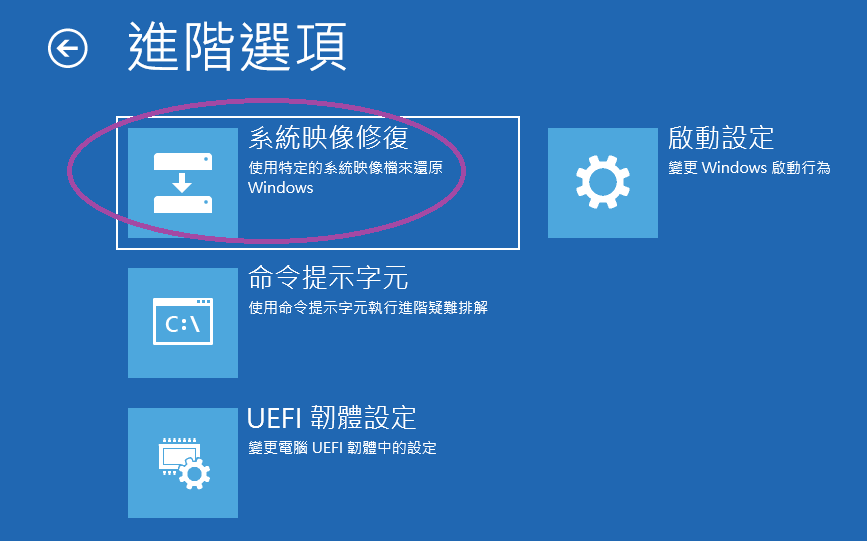 進階選項
系統映像修復
使用特定的系統映像檔來還原
Windows
命令提示字元
使用命令提示字元執行進階疑難排解
C:\
UEFI 韌體設定
變更電腦 UEFI 韌體中的設定
啟動設定
變更 Windows 啟動行為